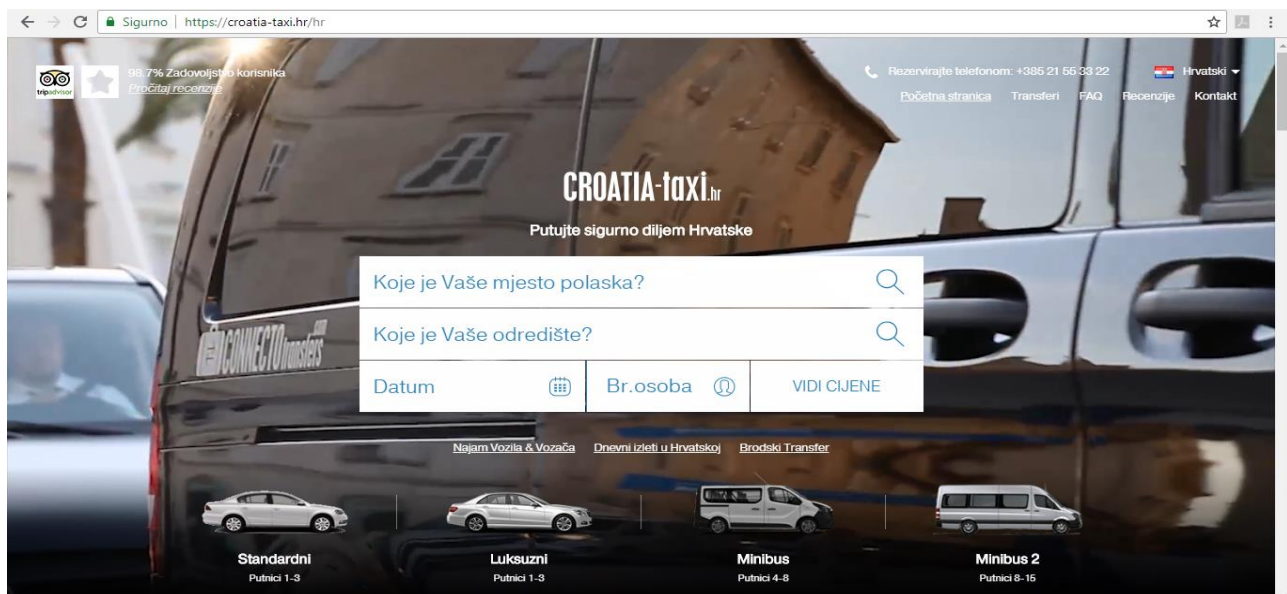 Sigurno | https://croatia-taxi.hr/hr
98.7% Zadovoljstvo korisnika
tripadvisor
Pročitaj recenzije
Rezervirajte telefonom: +385 21 55 33 22
Hrvatski
Početna stranica Transferi FAQ Recenzije Kontakt
CROATIA-taxi.hr
Putujte sigurno diljem Hrvatske
Koje je Vaše mjesto polaska?
Koje je Vaše odredište?
Datum
Br.osoba
VIDI CIJENE
CONNECTOtransfers.com
Najam Vozila & Vozača Dnevni izleti u Hrvatskoj Brodski Transfer
Standardni
Putnici 1-3
Luksuzni
Putnici 1-3
Minibus
Putnici 4-8
Minibus 2
Putnici 8-15